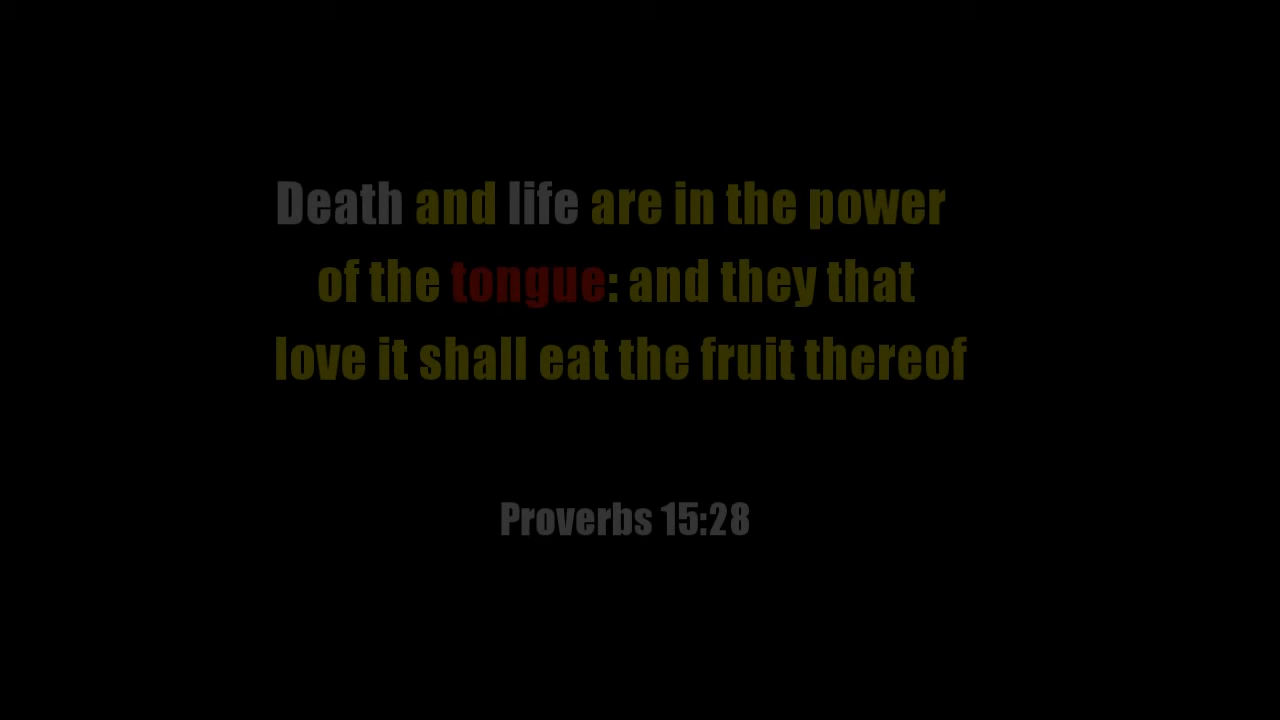 Death and life are in the power
of the tongue: and they that
love it shall eat the fruit thereof
Proverbs 15:28